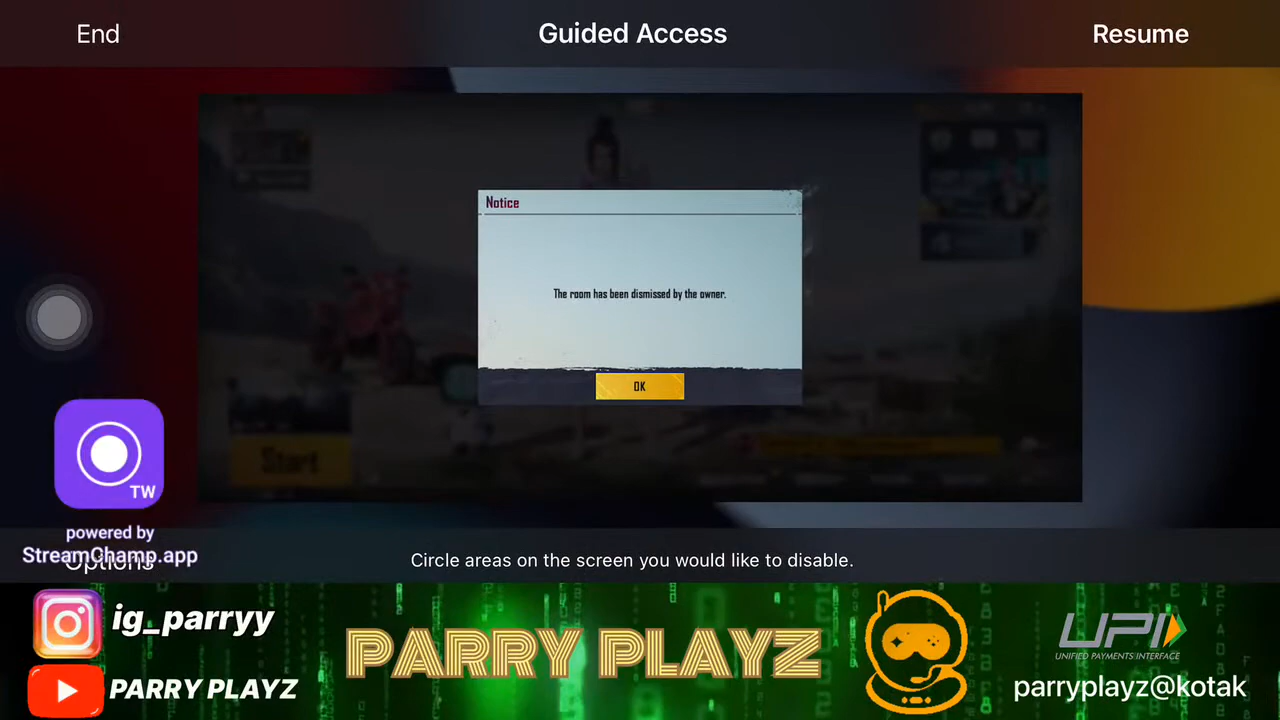 End
Guided Access
Resume
Notice
The room has been dismissed by the owner.
OK
Start
TW
powered by
StreamChamp.app
Options
Circle areas on the screen you would like to disable.
ig_parryy
PARRY PLAYZ
PARRY PLAYZ
UPI
UNIFIED PAYMENTS INTERFACE
parryplayz@kotak